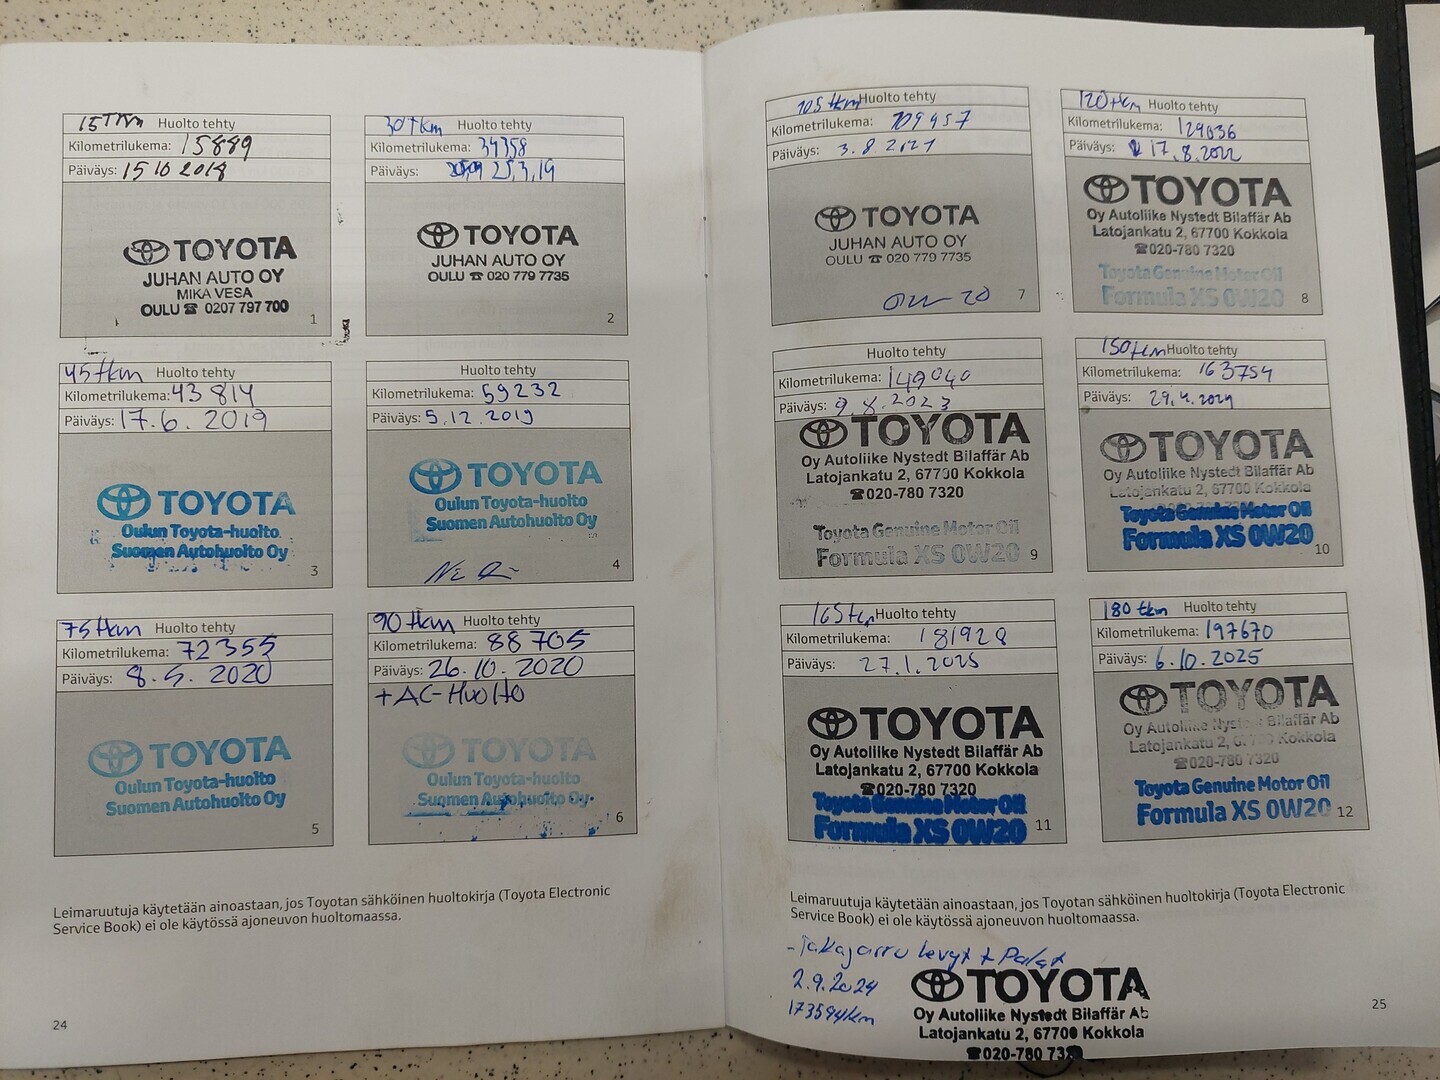 15Tkm Huolto tehty
Kilometrilukema: 15889
Päiväys: 15 10 2018
TOYOTA
JUHAN AUTO OY
MIKA VESA
OULU ☎ 0207 797 700
1
30Tkm Huolto tehty
Kilometrilukema: 34358
Päiväys: 25,3,19
TOYOTA
JUHAN AUTO OY
OULU ☎ 020 779 7735
2
45tkm Huolto tehty
Kilometrilukema: 43814
Päiväys: 17.6. 2019
TOYOTA
Oulun Toyota-huolto
Suomen Autohuolto Oy
3
Huolto tehty
Kilometrilukema: 59232
Päiväys: 5.12.2019
TOYOTA
Oulun Toyota-huolto
Suomen Autohuolto Oy
4
75tkm Huolto tehty
Kilometrilukema: 72355
Päiväys: 8.5. 2020
TOYOTA
Oulun Toyota-huolto
Suomen Autohuolto Oy
5
90tkm Huolto tehty
Kilometrilukema: 88705
Päiväys: 26.10.2020
+AC-Huolto
TOYOTA
Oulun Toyota-huolto
Suomen Autohuolto Oy
6
Leimaruutuja käytetään ainoastaan, jos Toyotan sähköinen huoltokirja (Toyota Electronic
Service Book) ei ole käytössä ajoneuvon huoltomaassa.
24
105 tkm Huolto tehty
Kilometrilukema: 109457
Päiväys: 3.8 2021
TOYOTA
JUHAN AUTO OY
OULU ☎ 020 779 7735
7
120tkm Huolto tehty
Kilometrilukema: 129036
Päiväys: 17.8.2022
TOYOTA
Oy Autoliike Nystedt Bilaffär Ab
Latojankatu 2, 67700 Kokkola
☎020-780 7320
Toyota Genuine Motor Oil
Formula XS 0W20
8
Huolto tehty
Kilometrilukema: 149040
Päiväys: 9.8.2023
TOYOTA
Oy Autoliike Nystedt Bilaffär Ab
Latojankatu 2, 67700 Kokkola
☎020-780 7320
Toyota Genuine Motor Oil
Formula XS 0W20
9
150tkm Huolto tehty
Kilometrilukema: 163754
Päiväys: 29.4.2024
TOYOTA
Oy Autoliike Nystedt Bilaffär Ab
Latojankatu 2, 67700 Kokkola
Toyota Genuine Motor Oil
Formula XS 0W20
10
165tkm Huolto tehty
Kilometrilukema: 181928
Päiväys: 27.1.2025
TOYOTA
Oy Autoliike Nystedt Bilaffär Ab
Latojankatu 2, 67700 Kokkola
☎020-780 7320
Toyota Genuine Motor Oil
Formula XS 0W20
11
180 tkm Huolto tehty
Kilometrilukema: 197670
Päiväys: 6.10.2025
TOYOTA
Oy Autoliike Nystedt Bilaffär Ab
Latojankatu 2, 67700 Kokkola
☎020-780 7320
Toyota Genuine Motor Oil
Formula XS 0W20
12
Leimaruutuja käytetään ainoastaan, jos Toyotan sähköinen huoltokirja (Toyota Electronic
Service Book) ei ole käytössä ajoneuvon huoltomaassa.
- Takajarru levyt + Palat
2.9.2024
173594km
TOYOTA
Oy Autoliike Nystedt Bilaffär Ab
Latojankatu 2, 67700 Kokkola
☎020-780 7320
25